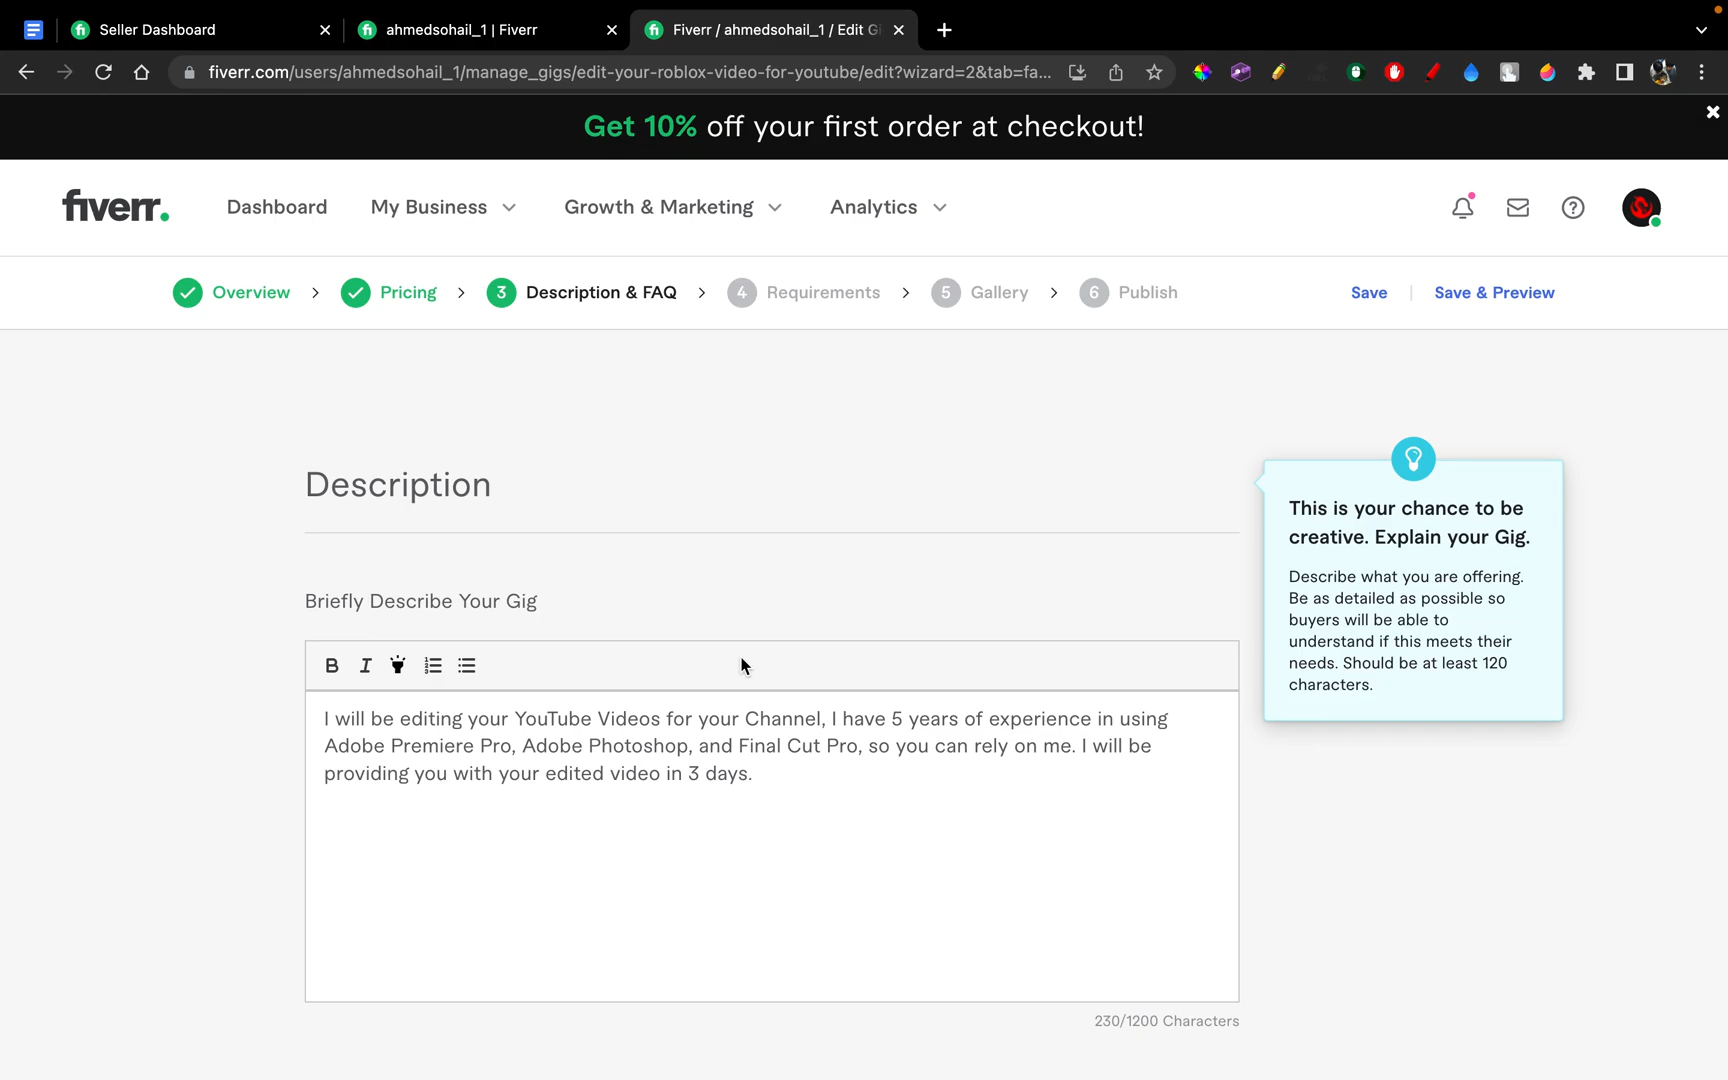 Seller Dashboard
ahmedsohail_1 | Fiverr
Fiverr / ahmedsohail_1 / Edit Gi
fiverr.com/users/ahmedsohail_1/manage_gigs/edit-your-roblox-video-for-youtube/edit?wizard=2&tab=fa...
Get 10% off your first order at checkout!
fiverr.
Dashboard
My Business
Growth & Marketing
Analytics
Overview
Pricing
3 Description & FAQ
4 Requirements
5 Gallery
6 Publish
Save
Save & Preview
Description
Briefly Describe Your Gig
B I
I will be editing your YouTube Videos for your Channel, I have 5 years of experience in using
Adobe Premiere Pro, Adobe Photoshop, and Final Cut Pro, so you can rely on me. I will be
providing you with your edited video in 3 days.
230/1200 Characters
This is your chance to be
creative. Explain your Gig.
Describe what you are offering.
Be as detailed as possible so
buyers will be able to
understand if this meets their
needs. Should be at least 120
characters.